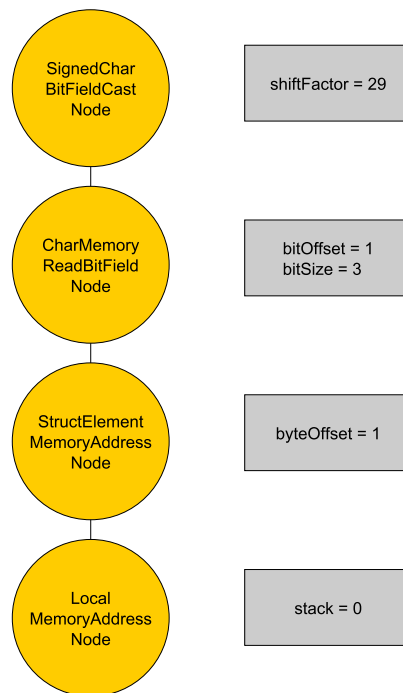 SignedChar
BitFieldCast
Node
shiftFactor = 29
CharMemory
ReadBitField
Node
bitOffset = 1
bitSize = 3
StructElement
MemoryAddress
Node
byteOffset = 1
Local
MemoryAddress
Node
stack = 0